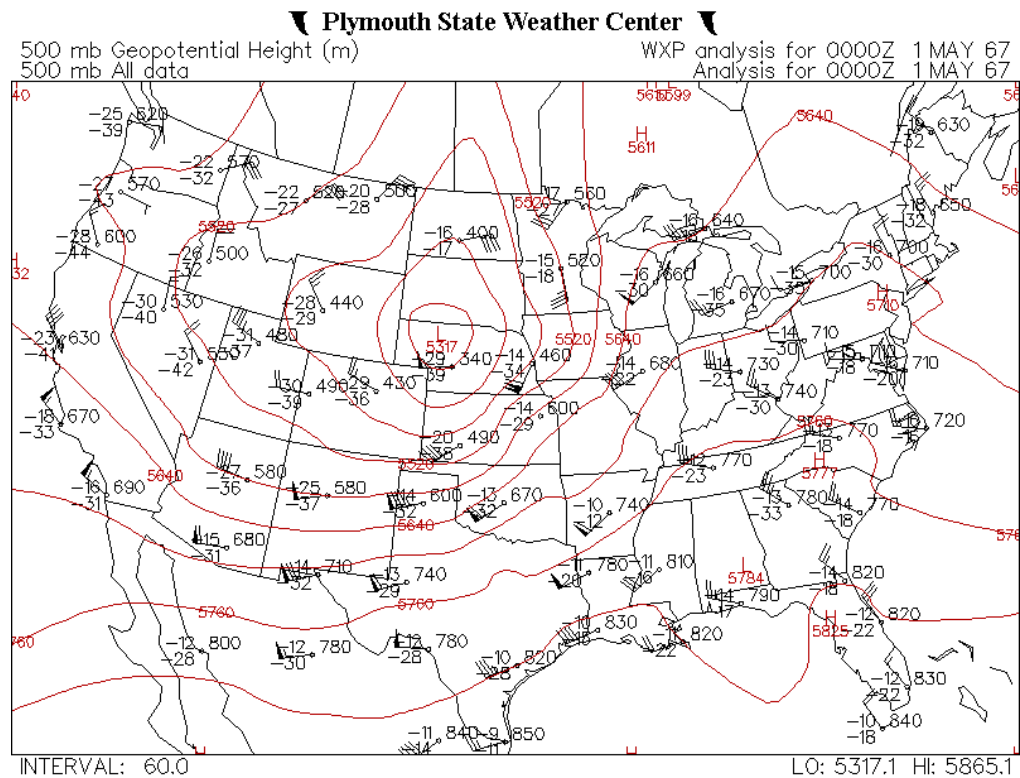 Plymouth State Weather Center
500 mb Geopotential Height (m) WXP analysis for 0000Z 1 MAY 67
500 mb All data Analysis for 0000Z 1 MAY 67
40 5599
-25 620 5640 -19 630
-39 H -32
5611
-22 570
-32
-27 570 -22 520 -20 500 -17 560
-43 -27 -28 5520 -18 650
-32
5520 -16 640
-28 600 -16 400
-44 -17 -16 700
-26 500 -15 520 -16 660 -15 700 -30
-32 -18 -30
H
32 -30 530 -28 440 -16 670 H
-40 -29 -35 5710
-23 630 -31 480 L 5520 5640 -14 710
-37 5317 -30
-31 550 -29 340 -14 460 -14 680 -14 730 710
-42 -39 -34 -23 -18 -20
-30 490 -29 430 -13 740
-39 -36 -30
-18 670 -14 600 5760 720
-33 -29 770
-18
-20 490
5520 H -12 770
5640 -27 580 5777 -23
-36
-16 690 -25 580 600 -13 670 -13 780 -14 770
-31 -37 -32 -32 -33 -18
5640 -10 740
-12
-15 680
-31
-14 710 -13 740 -11 780 -11 810 L -14 820
-32 -29 -20 -16 5784 18
5760 5760 -14 790 -12 820
-17 -22
760 -10 830 H
-15 5825
-12 800 -12 780 -12 780 820
-28 -30 -28 -22
-10 820 -12 830
-28 -22
-10 840
-18
-11 840 -9 850
-14 -11
INTERVAL: 60.0 LO: 5317.1 HI: 5865.1